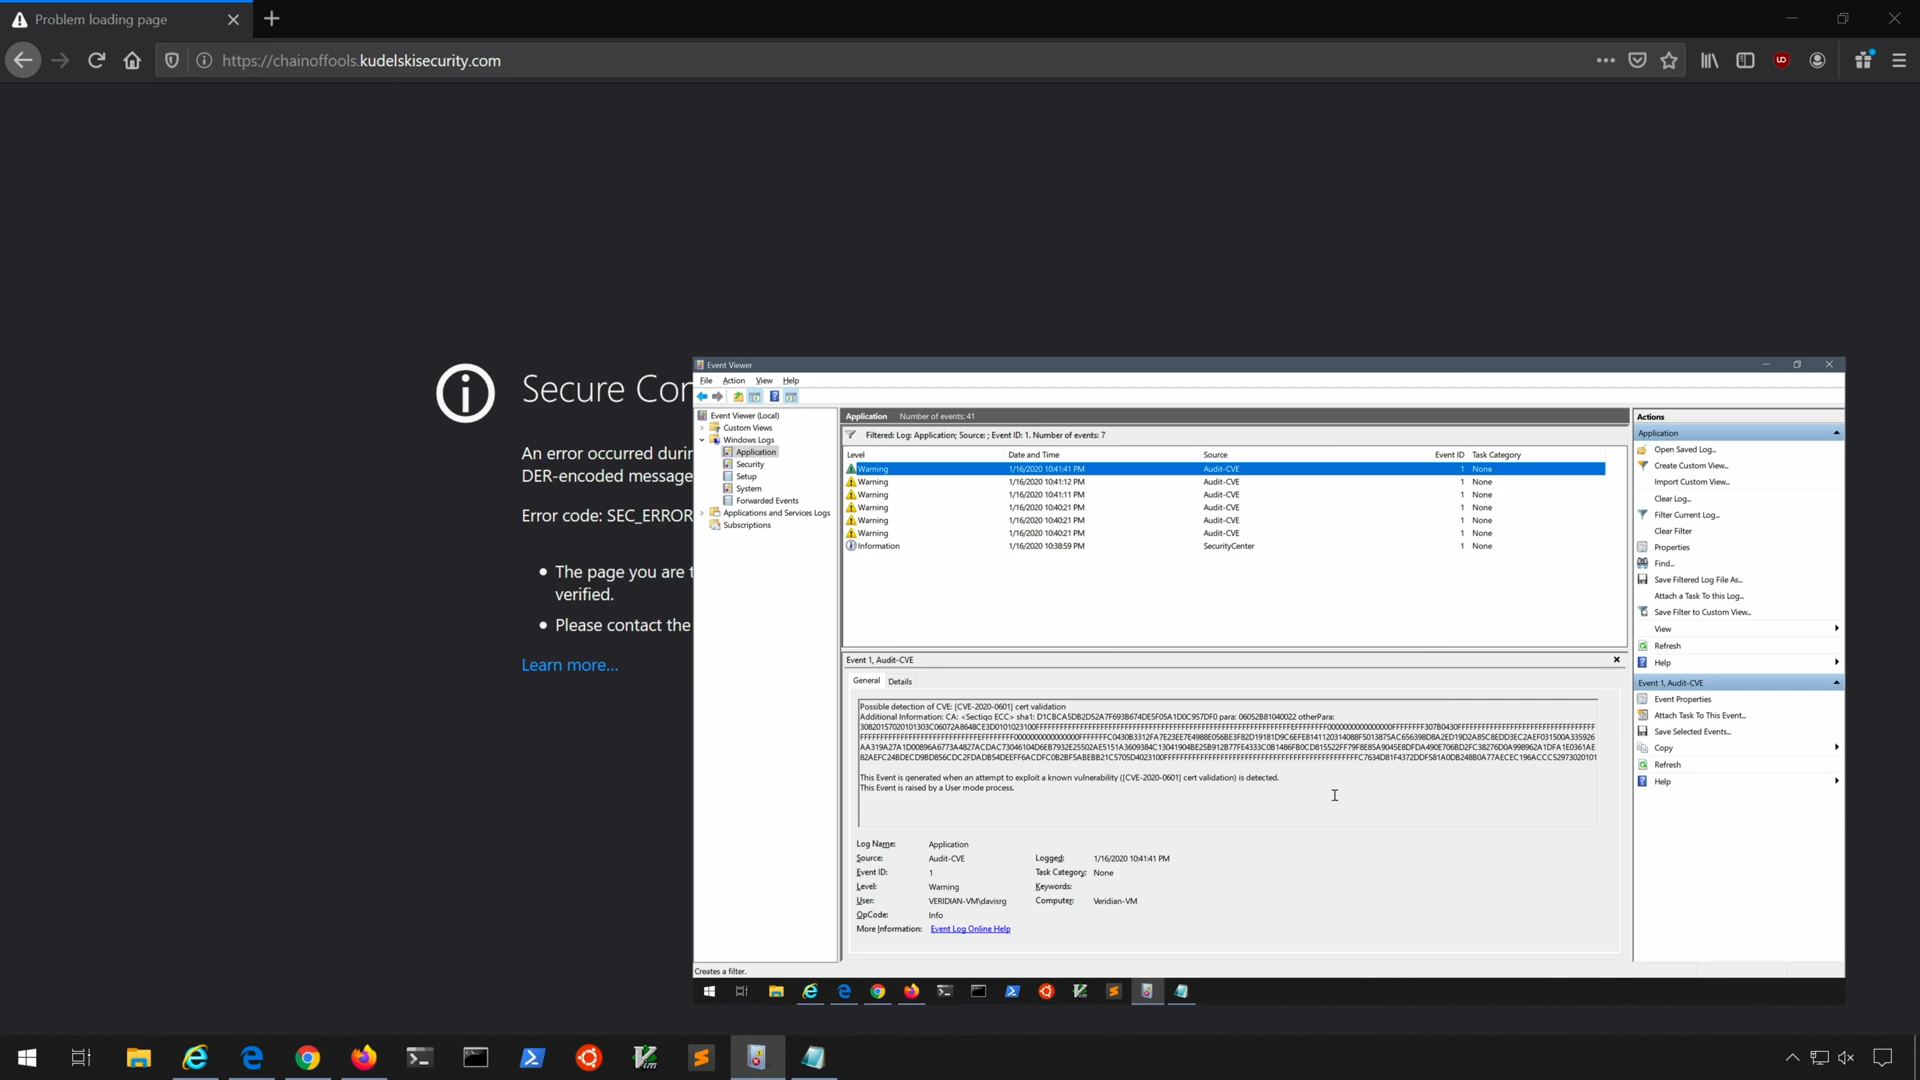 Problem loading page
https://chainoffools.kudelskisecurity.com
Secure Con
An error occurred durin
DER-encoded message
Error code: SEC_ERROR
The page you are t
verified.
Please contact the
Learn more...
Event Viewer
File Action View Help
Event Viewer (Local)
Custom Views
Windows Logs
Application
Security
Setup
System
Forwarded Events
Applications and Services Logs
Subscriptions
Application Number of events: 41
Filtered: Log: Application; Source: ; Event ID: 1. Number of events: 7
Level Date and Time Source Event ID Task Category
Warning 1/16/2020 10:41:41 PM Audit-CVE 1 None
Warning 1/16/2020 10:41:12 PM Audit-CVE 1 None
Warning 1/16/2020 10:41:11 PM Audit-CVE 1 None
Warning 1/16/2020 10:40:21 PM Audit-CVE 1 None
Warning 1/16/2020 10:40:21 PM Audit-CVE 1 None
Warning 1/16/2020 10:40:21 PM Audit-CVE 1 None
Information 1/16/2020 10:38:59 PM SecurityCenter 1 None
Event 1, Audit-CVE
General Details
Possible detection of CVE: [CVE-2020-0601] cert validation
Additional Information: CA: <Sectigo ECC> sha1: D1CBCA5DB2D52A7F693B674DE5F05A1D0C957DF0 para: 06052B81040022 otherPara:
This Event is generated when an attempt to exploit a known vulnerability ([CVE-2020-0601] cert validation) is detected.
This Event is raised by a User mode process.
Log Name: Application
Source: Audit-CVE Logged: 1/16/2020 10:41:41 PM
Event ID: 1 Task Category: None
Level: Warning Keywords:
User: VERIDIAN-VM\davisrg Computer: Veridian-VM
OpCode: Info
More Information: Event Log Online Help
Actions
Application
Open Saved Log...
Create Custom View...
Import Custom View...
Clear Log...
Filter Current Log...
Clear Filter
Properties
Find...
Save Filtered Log File As...
Attach a Task To this Log...
Save Filter to Custom View...
View
Refresh
Help
Event 1, Audit-CVE
Event Properties
Attach Task To This Event...
Save Selected Events...
Copy
Refresh
Help
Creates a filter.